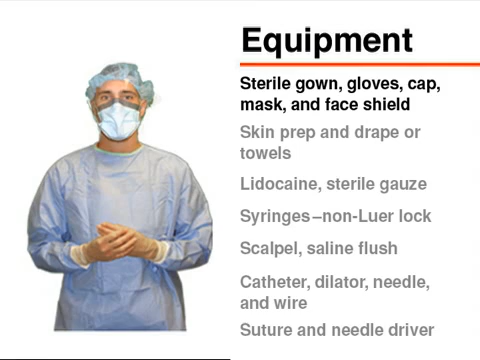 Equipment
Sterile gown, gloves, cap,
mask, and face shield
Skin prep and drape or
towels
Lidocaine, sterile gauze
Syringes–non-Luer lock
Scalpel, saline flush
Catheter, dilator, needle,
and wire
Suture and needle driver